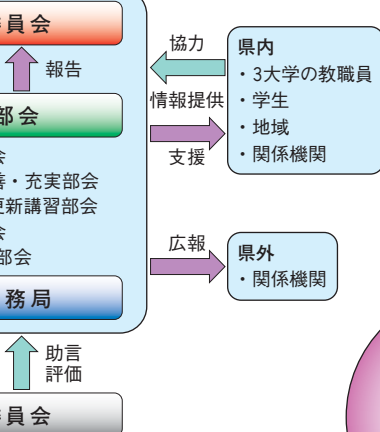 員会
報告
部会
会
善・充実部会
更新講習部会
会
部会
務局
助言
評価
員会
協力
情報提供
支援
広報
県内
・3大学の教職員
・学生
・地域
・関係機関
県外
・関係機関